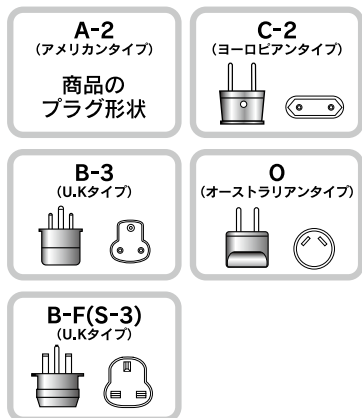 A-2
(アメリカンタイプ)
商品の
プラグ形状
C-2
(ヨーロピアンタイプ)
B-3
(U.Kタイプ)
O
(オーストラリアンタイプ)
B-F(S-3)
(U.Kタイプ)